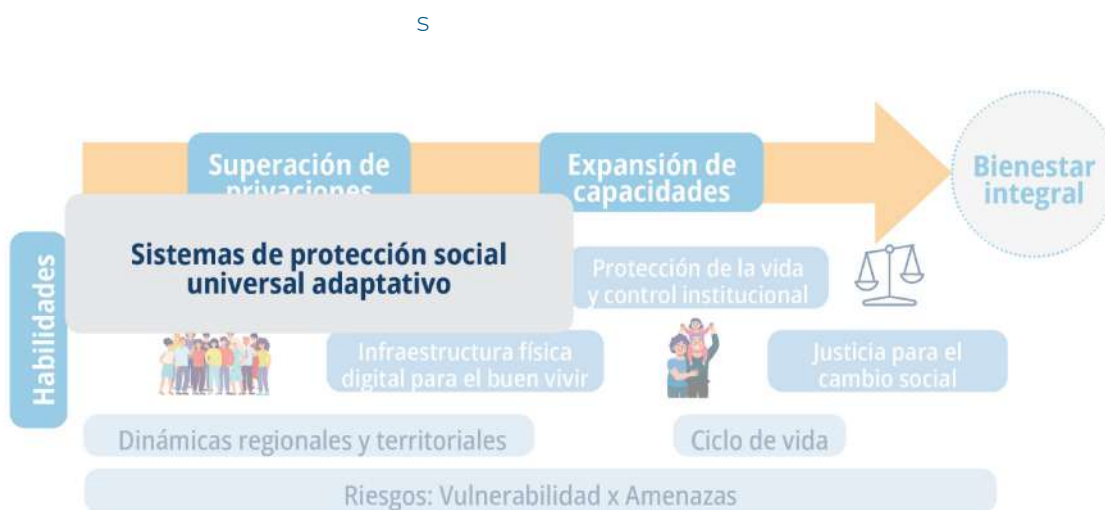 S
Superación de
privaciones
Expansión de
capacidades
Bienestar
integral
Sistemas de protección social
universal adaptativo
Habilidades
Protección de la vida
y control institucional
Infraestructura física
digital para el buen vivir
Justicia para el
cambio social
Dinámicas regionales y territoriales
Ciclo de vida
Riesgos: Vulnerabilidad x Amenazas